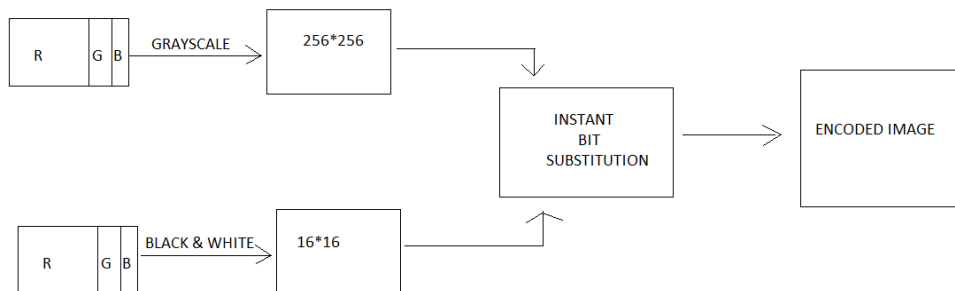 R G B
GRAYSCALE
256*256
INSTANT
BIT
SUBSTITUTION
ENCODED IMAGE
R G B
BLACK & WHITE
16*16